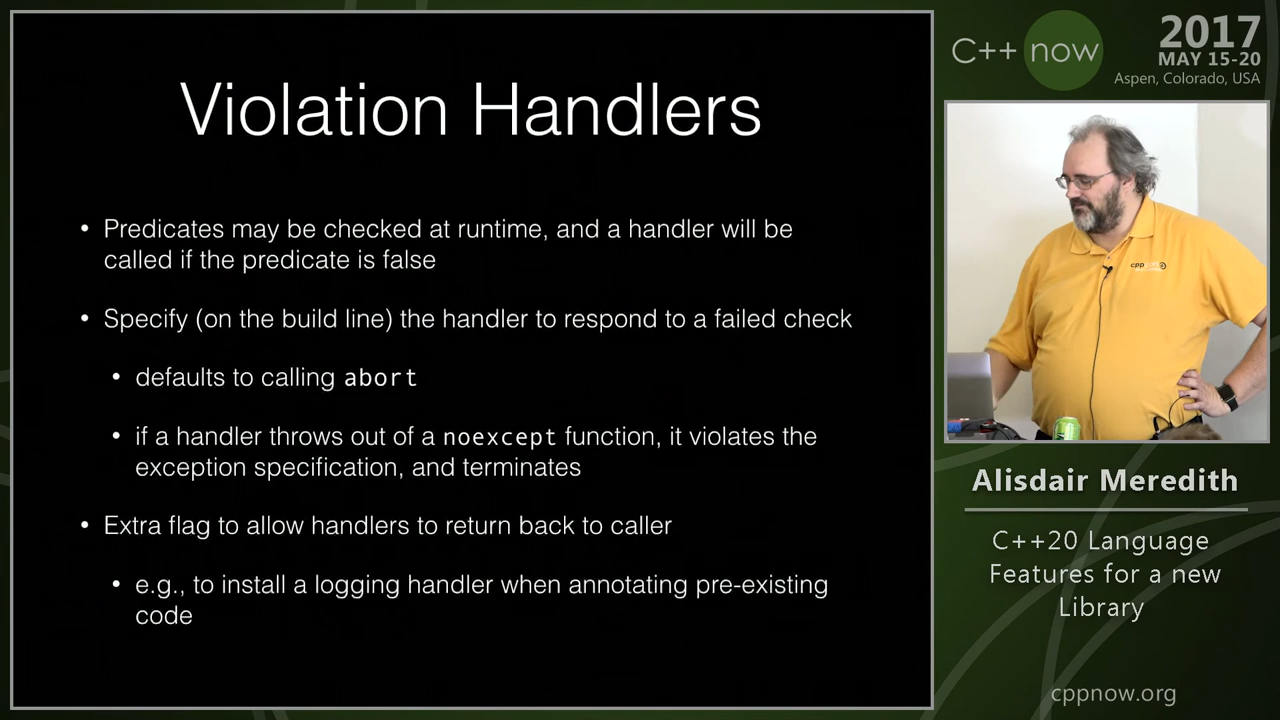 Violation Handlers
• Predicates may be checked at runtime, and a handler will be
called if the predicate is false
• Specify (on the build line) the handler to respond to a failed check
• defaults to calling abort
• if a handler throws out of a noexcept function, it violates the
exception specification, and terminates
• Extra flag to allow handlers to return back to caller
• e.g., to install a logging handler when annotating pre-existing
code
C++ now
2017
MAY 15-20
Aspen, Colorado, USA
cpp
Alisdair Meredith
C++20 Language
Features for a new
Library
cppnow.org